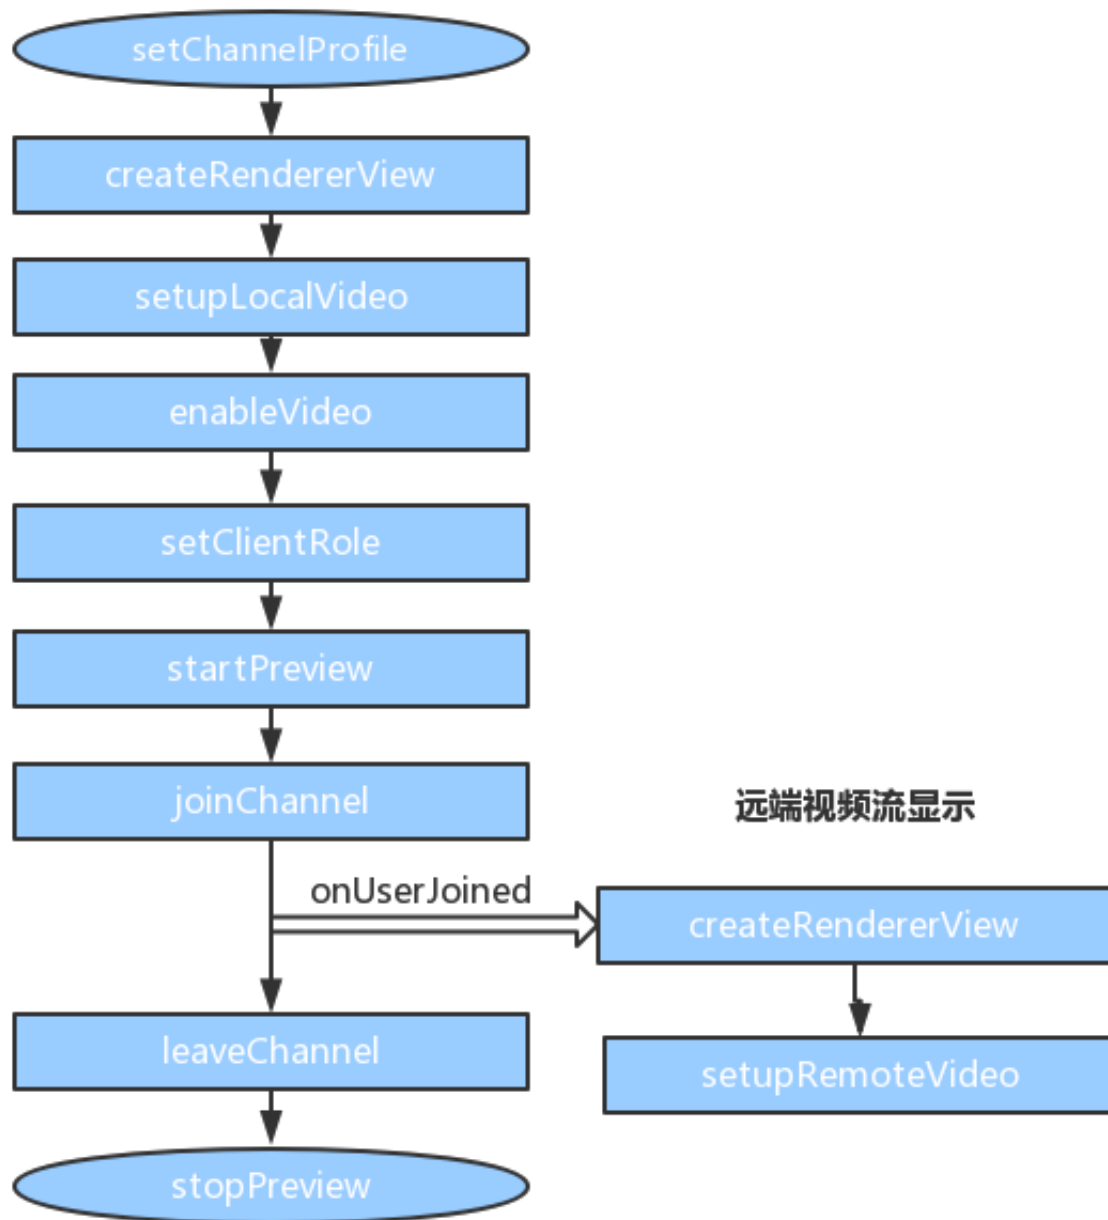 setChannelProfile
createRendererView
setupLocalVideo
enableVideo
setClientRole
startPreview
joinChannel
远端视频流显示
onUserJoined
createRendererView
leaveChannel
setupRemoteVideo
stopPreview